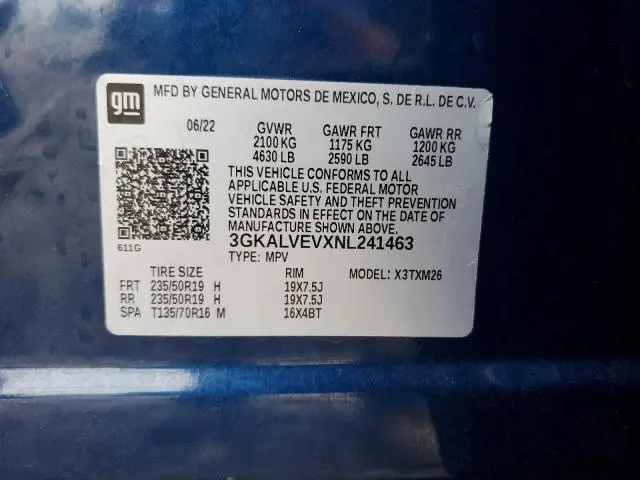 gm
MFD BY GENERAL MOTORS DE MEXICO, S. DE R.L. DE C.V.
06/22 GVWR GAWR FRT GAWR RR
2100 KG 1175 KG 1200 KG
4630 LB 2590 LB 2645 LB
THIS VEHICLE CONFORMS TO ALL
APPLICABLE U.S. FEDERAL MOTOR
VEHICLE SAFETY AND THEFT PREVENTION
STANDARDS IN EFFECT ON THE DATE OF
MANUFACTURE SHOWN ABOVE.
611G
3GKALVEVXNL241463
TYPE: MPV
TIRE SIZE RIM MODEL: X3TXM26
FRT 235/50R19 H 19X7.5J
RR 235/50R19 H 19X7.5J
SPA T135/70R16 M 16X4BT